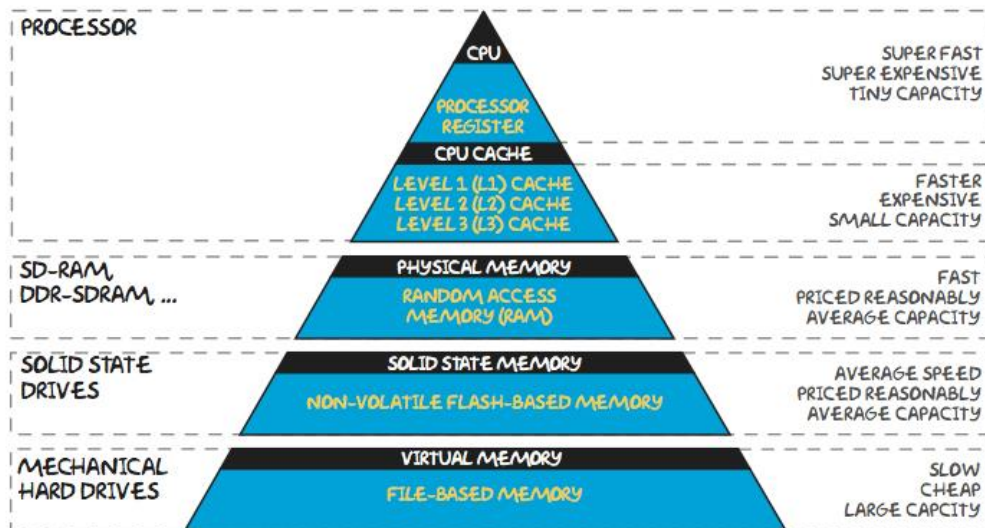 PROCESSOR
CPU
SUPER FAST
SUPER EXPENSIVE
TINY CAPACITY
PROCESSOR
REGISTER
CPU CACHE
LEVEL 1 (L1) CACHE
LEVEL 2 (L2) CACHE
LEVEL 3 (L3) CACHE
FASTER
EXPENSIVE
SMALL CAPACITY
SD-RAM,
DDR-SDRAM, ...
PHYSICAL MEMORY
RANDOM ACCESS
MEMORY (RAM)
FAST
PRICED REASONABLY
AVERAGE CAPACITY
SOLID STATE
DRIVES
SOLID STATE MEMORY
NON-VOLATILE FLASH-BASED MEMORY
AVERAGE SPEED
PRICED REASONABLY
AVERAGE CAPACITY
MECHANICAL
HARD DRIVES
VIRTUAL MEMORY
FILE-BASED MEMORY
SLOW
CHEAP
LARGE CAPCITY